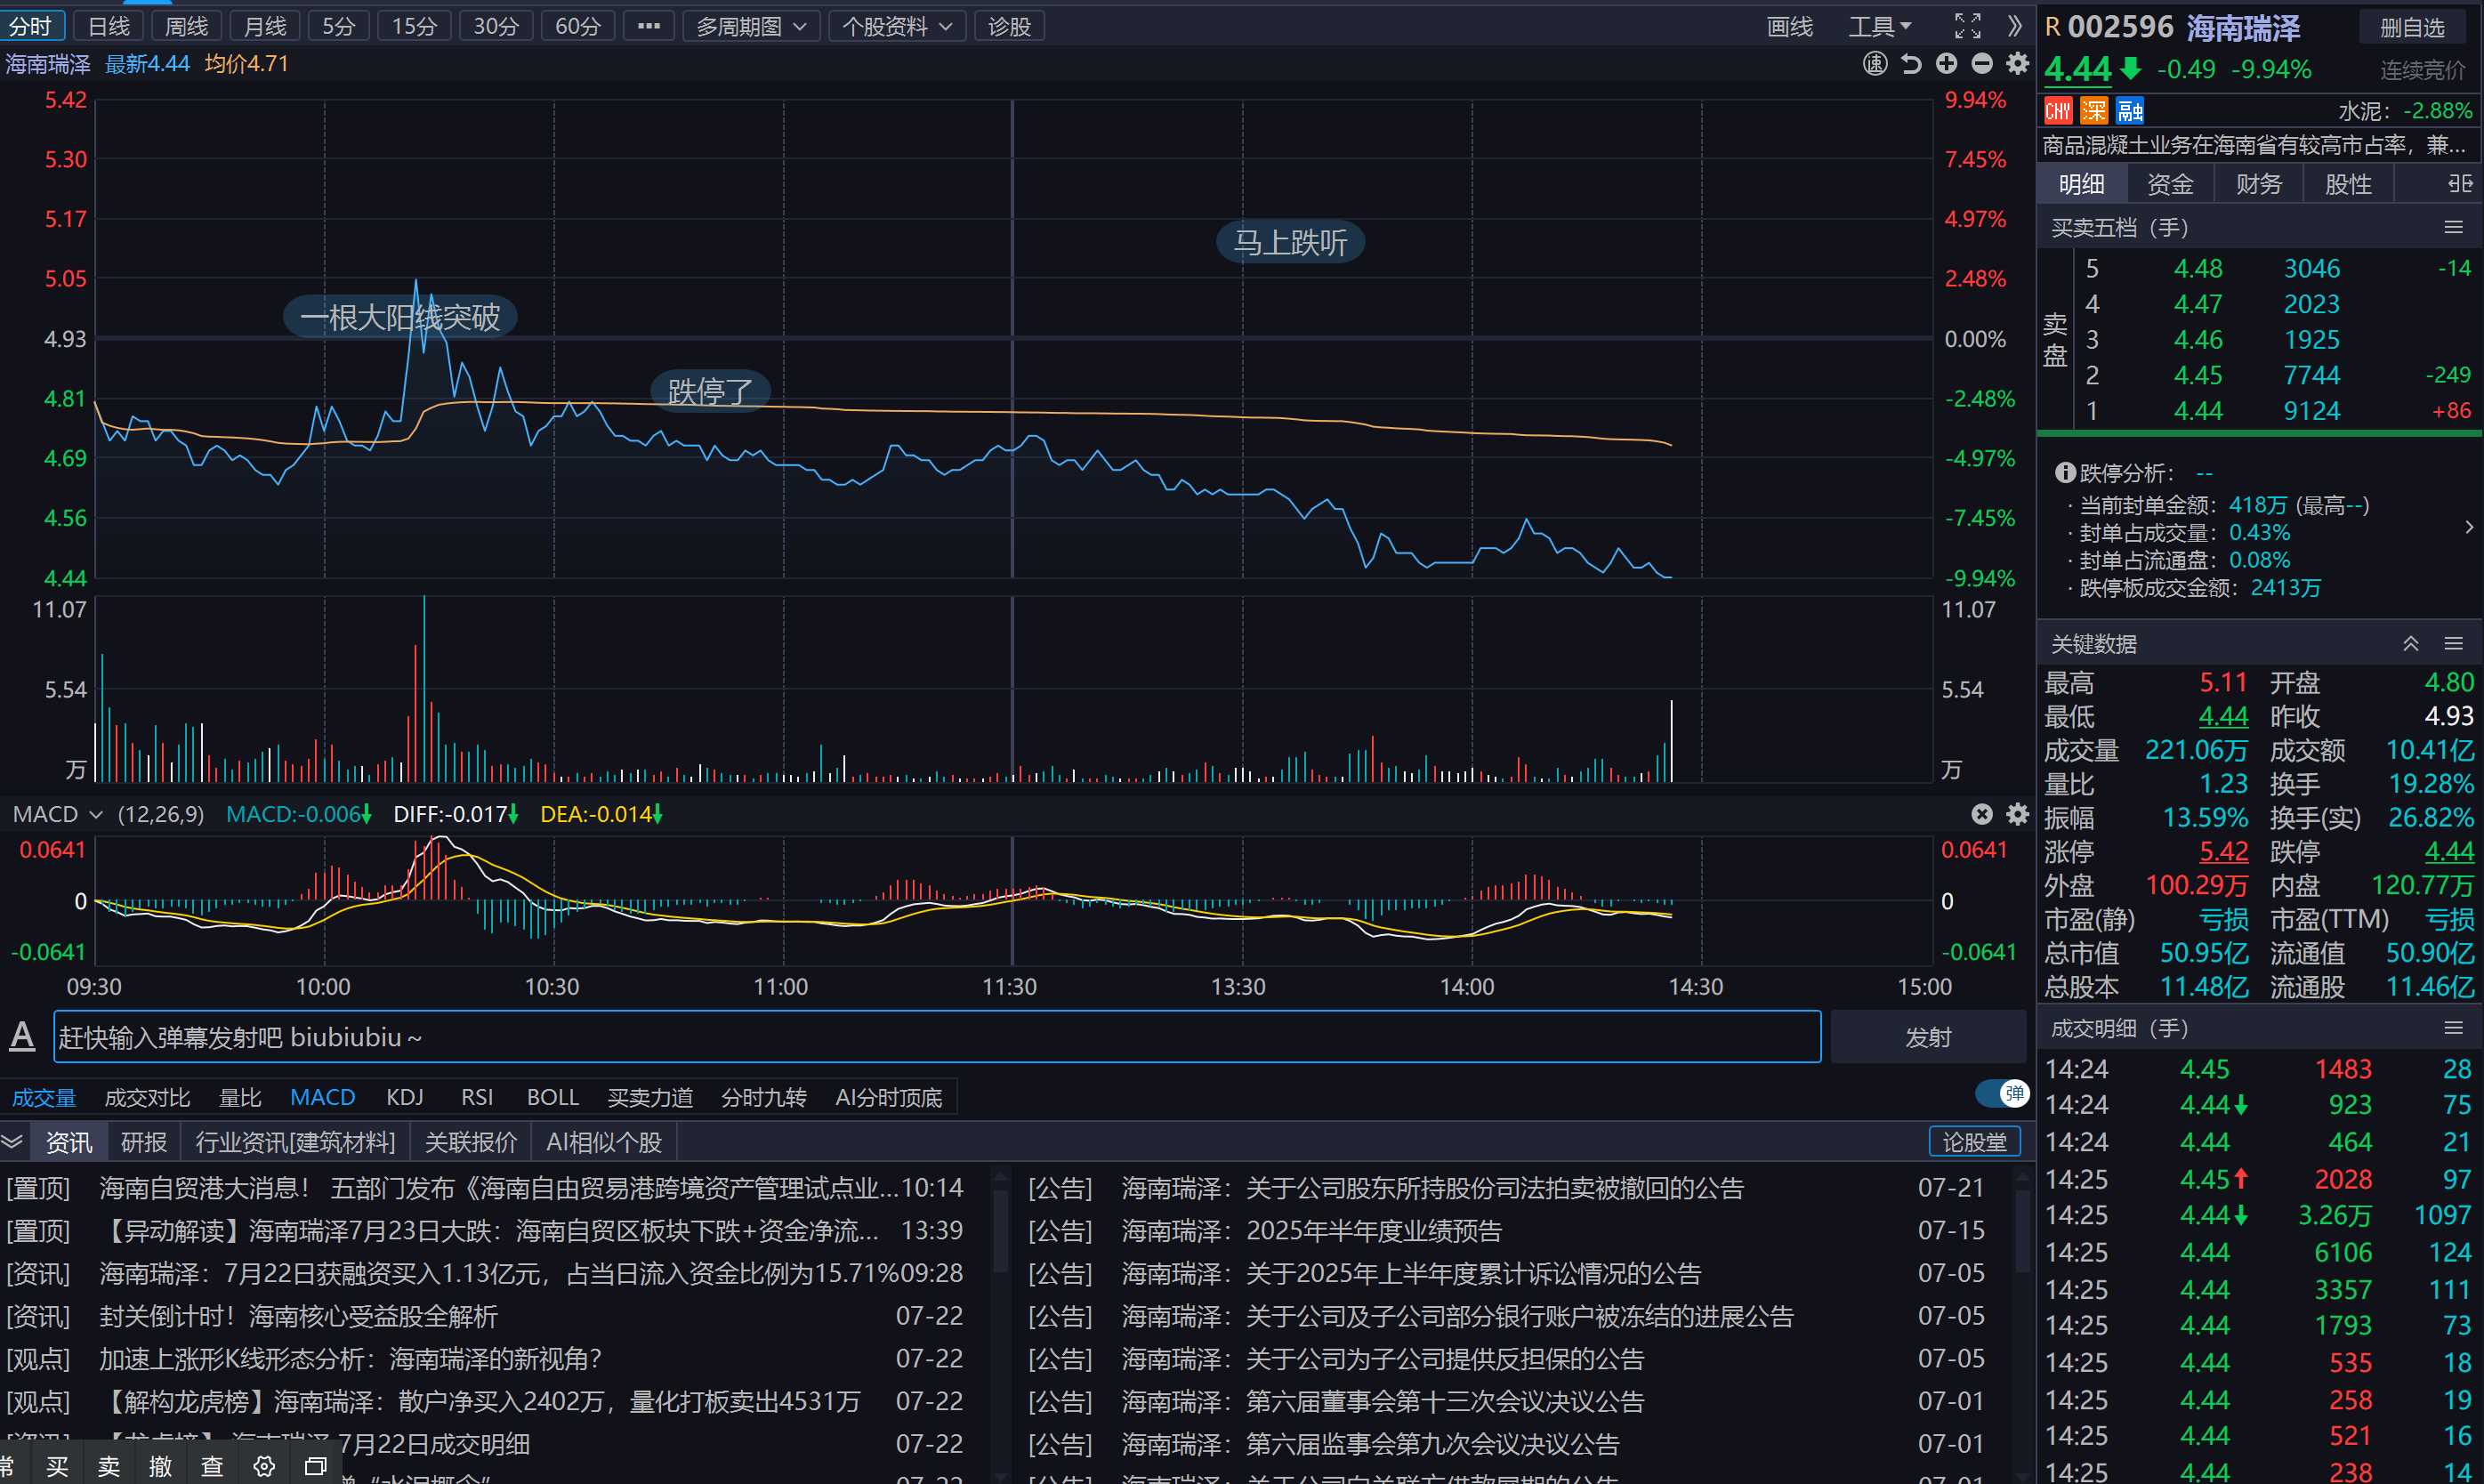 分时 日线 周线 月线 5分 15分 30分 60分 ··· 多周期图 个股资料 诊股 画线 工具
海南瑞泽 最新4.44 均价4.71 速
5.42 9.94%
5.30 7.45%
5.17 4.97%
马上跌听
5.05 2.48%
一根大阳线突破
4.93 0.00%
跌停了
4.81 -2.48%
4.69 -4.97%
4.56 -7.45%
4.44 -9.94%
11.07 11.07
5.54 5.54
万 万
MACD (12,26,9) MACD:-0.006 DIFF:-0.017 DEA:-0.014
0.0641 0.0641
0 0
-0.0641 -0.0641
09:30 10:00 10:30 11:00 11:30 13:30 14:00 14:30 15:00
A 赶快输入弹幕发射吧 biubiubiu ~ 发射
成交量 成交对比 量比 MACD KDJ RSI BOLL 买卖力道 分时九转 AI分时顶底 弹
资讯 研报 行业资讯[建筑材料] 关联报价 AI相似个股 论股堂
[置顶] 海南自贸港大消息！ 五部门发布《海南自由贸易港跨境资产管理试点业...10:14
[置顶] 【异动解读】海南瑞泽7月23日大跌：海南自贸区板块下跌+资金净流... 13:39
[资讯] 海南瑞泽：7月22日获融资买入1.13亿元，占当日流入资金比例为15.71%09:28
[资讯] 封关倒计时！海南核心受益股全解析 07-22
[观点] 加速上涨形K线形态分析：海南瑞泽的新视角？ 07-22
[观点] 【解构龙虎榜】海南瑞泽：散户净买入2402万，量化打板卖出4531万 07-22
7月22日成交明细 07-22
常 买 卖 撤 查
[公告] 海南瑞泽：关于公司股东所持股份司法拍卖被撤回的公告 07-21
[公告] 海南瑞泽：2025年半年度业绩预告 07-15
[公告] 海南瑞泽：关于2025年上半年度累计诉讼情况的公告 07-05
[公告] 海南瑞泽：关于公司及子公司部分银行账户被冻结的进展公告 07-05
[公告] 海南瑞泽：关于公司为子公司提供反担保的公告 07-05
[公告] 海南瑞泽：第六届董事会第十三次会议决议公告 07-01
[公告] 海南瑞泽：第六届监事会第九次会议决议公告 07-01
R 002596 海南瑞泽 删自选
4.44 -0.49 -9.94% 连续竞价
CNY 深 融 水泥：-2.88%
商品混凝土业务在海南省有较高市占率，兼...
明细 资金 财务 股性
买卖五档（手）
卖盘
5 4.48 3046 -14
4 4.47 2023
3 4.46 1925
2 4.45 7744 -249
1 4.44 9124 +86
跌停分析： --
· 当前封单金额：418万 (最高--)
· 封单占成交量：0.43%
· 封单占流通盘：0.08%
· 跌停板成交金额：2413万
关键数据
最高 5.11 开盘 4.80
最低 4.44 昨收 4.93
成交量 221.06万 成交额 10.41亿
量比 1.23 换手 19.28%
振幅 13.59% 换手(实) 26.82%
涨停 5.42 跌停 4.44
外盘 100.29万 内盘 120.77万
市盈(静) 亏损 市盈(TTM) 亏损
总市值 50.95亿 流通值 50.90亿
总股本 11.48亿 流通股 11.46亿
成交明细（手）
14:24 4.45 1483 28
14:24 4.44 923 75
14:24 4.44 464 21
14:25 4.45 2028 97
14:25 4.44 3.26万 1097
14:25 4.44 6106 124
14:25 4.44 3357 111
14:25 4.44 1793 73
14:25 4.44 535 18
14:25 4.44 258 19
14:25 4.44 521 16
14:25 4.44 238 14